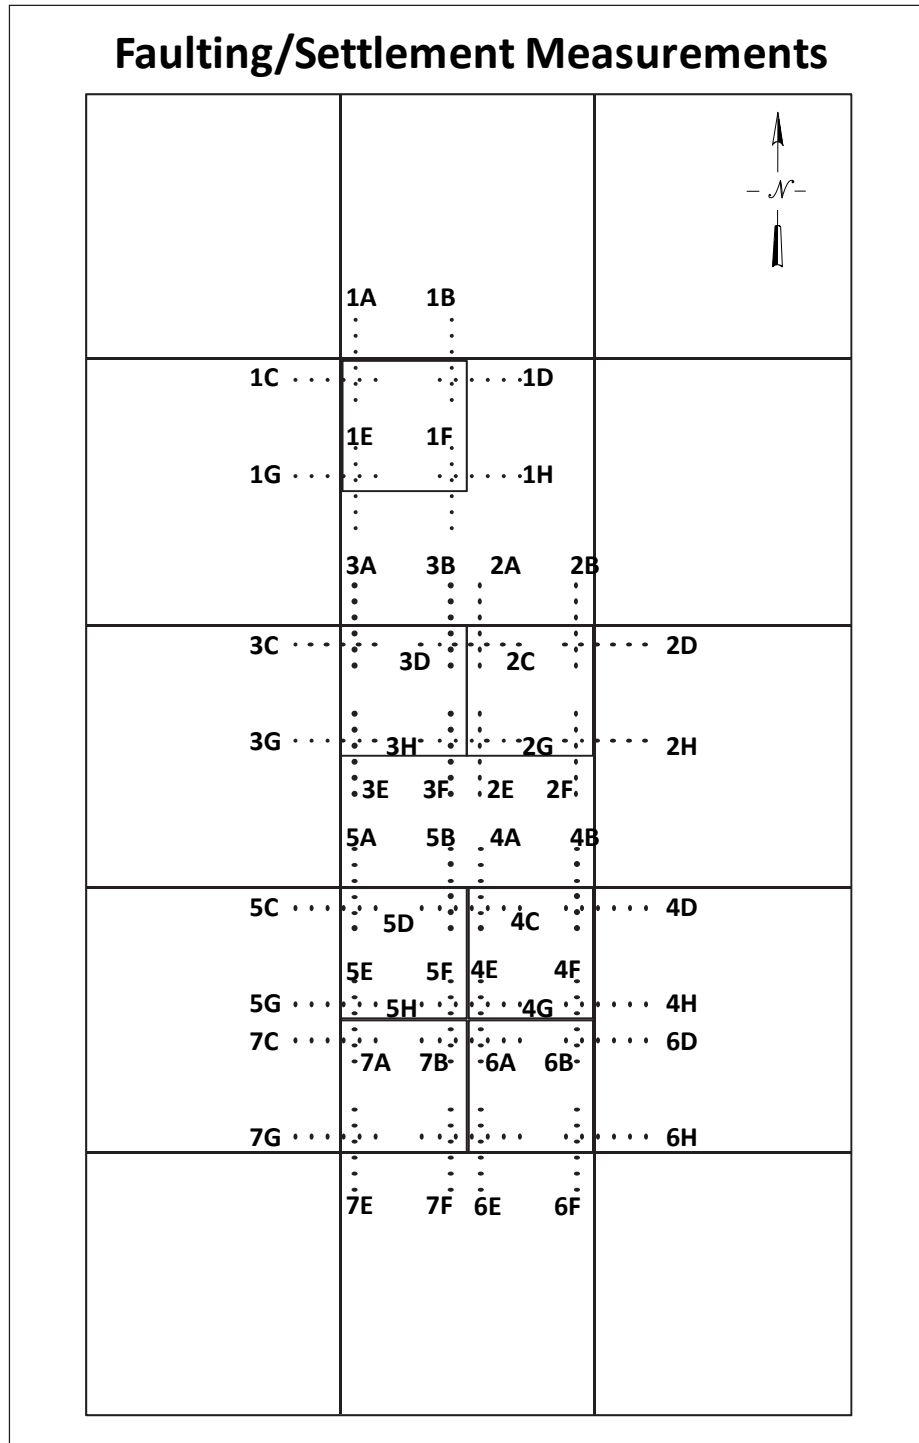 Faulting/Settlement Measurements
- N -
1A 1B
1C 1D
1E 1F
1G 1H
3A 3B 2A 2B
3C 2D
3D 2C
3G 2H
3H 2G
3E 3F 2E 2F
5A 5B 4A 4B
5C 4D
5D 4C
5E 5F 4E 4F
5G 4H
5H 4G
7C 6D
7A 7B 6A 6B
7G 6H
7E 7F 6E 6F